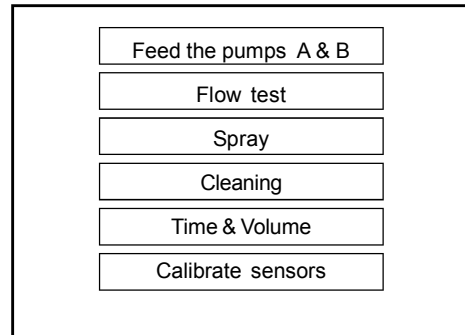 Feed the pumps A & B
Flow test
Spray
Cleaning
Time & Volume
Calibrate sensors